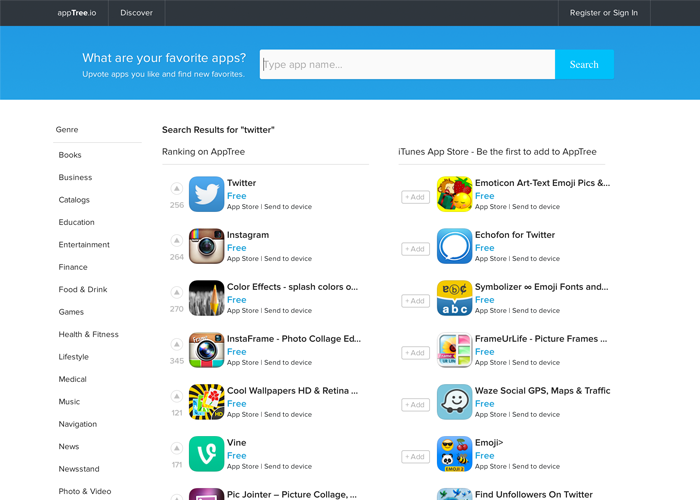 appTree.io
Discover
Register or Sign In
What are your favorite apps?
Upvote apps you like and find new favorites.
Type app name...
Search
Genre
Books
Business
Catalogs
Education
Entertainment
Finance
Food & Drink
Games
Health & Fitness
Lifestyle
Medical
Music
Navigation
News
Newsstand
Photo & Video
Search Results for "twitter"
Ranking on AppTree
256
Twitter
Free
App Store | Send to device
264
Instagram
Free
App Store | Send to device
270
Color Effects - splash colors o...
Free
App Store | Send to device
345
InstaFrame - Photo Collage Ed...
Free
App Store | Send to device
121
HD
Cool Wallpapers HD & Retina ...
Free
App Store | Send to device
171
Vine
Free
App Store | Send to device
Pic Jointer – Picture Collage, ...
iTunes App Store - Be the first to add to AppTree
+ Add
Emoticon Art-Text Emoji Pics &...
Free
App Store | Send to device
+ Add
Echofon for Twitter
Free
App Store | Send to device
+ Add
abc
Symbolizer ∞ Emoji Fonts and...
Free
App Store | Send to device
+ Add
FrameUrLife - Picture Frames ...
Free
App Store | Send to device
+ Add
Waze Social GPS, Maps & Traffic
Free
App Store | Send to device
+ Add
EMOJI 2
Emoji>
Free
App Store | Send to device
Find Unfollowers On Twitter